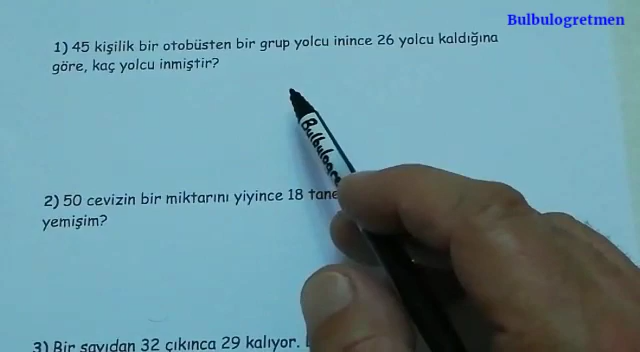 Bulbulogretmen
1) 45 kişilik bir otobüsten bir grup yolcu inince 26 yolcu kaldığına
göre, kaç yolcu inmiştir?
2) 50 cevizin bir miktarını yiyince 18 tane
yemişim?
3) Bir sayıdan 32 çıkınca 29 kalıyor.